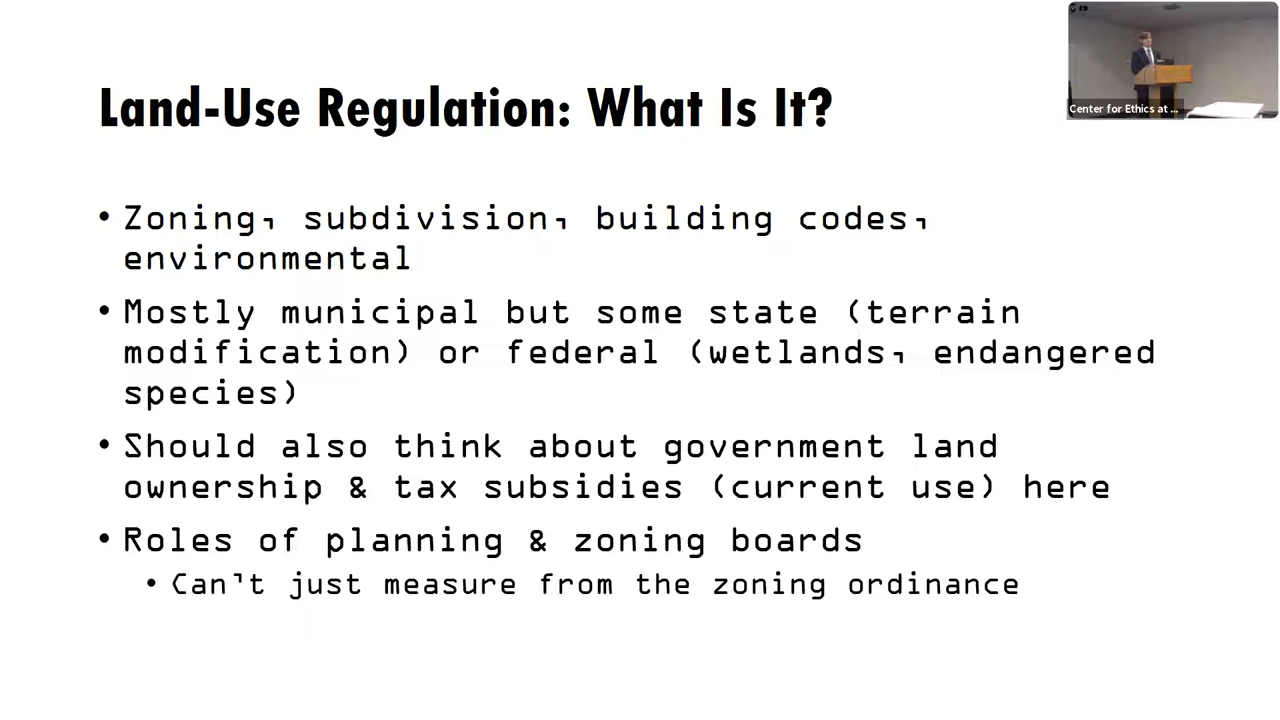 Center for Ethics at ...
Land-Use Regulation: What Is It?
• Zoning, subdivision, building codes,
environmental
• Mostly municipal but some state (terrain
modification) or federal (wetlands, endangered
species)
• Should also think about government land
ownership & tax subsidies (current use) here
• Roles of planning & zoning boards
• Can't just measure from the zoning ordinance